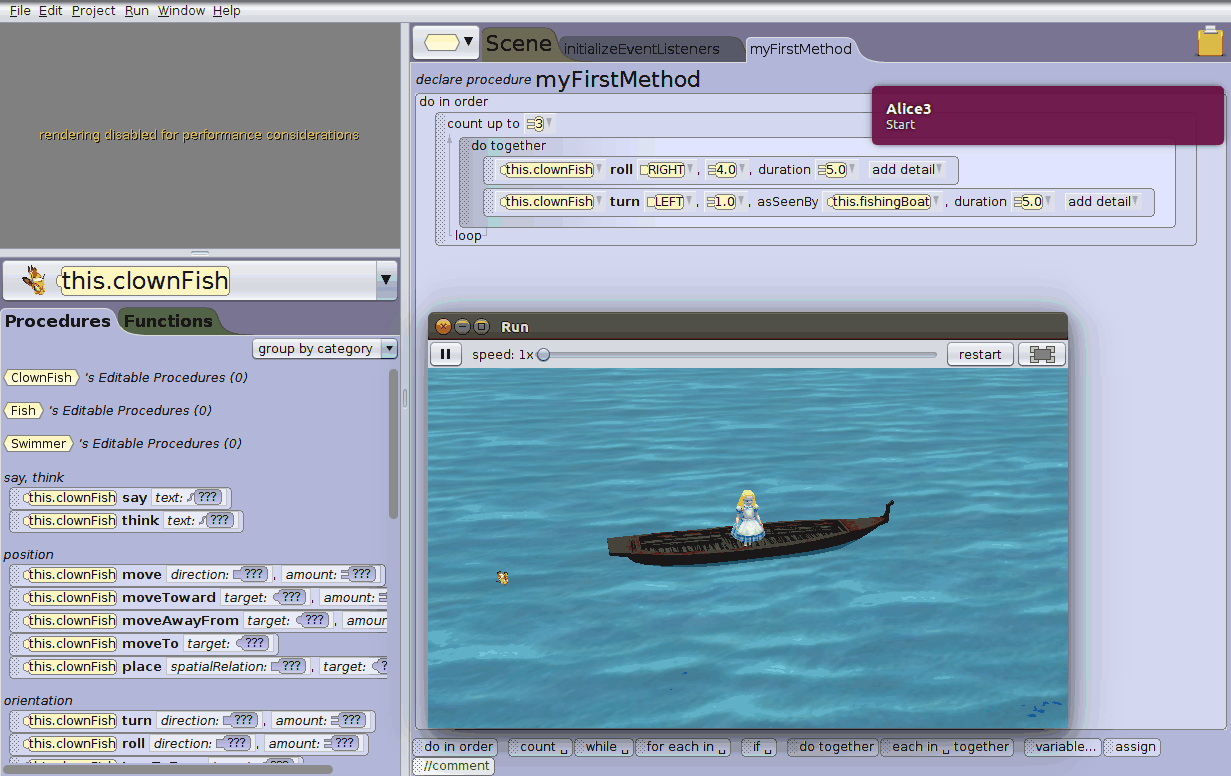 File Edit Project Run Window Help
rendering disabled for performance considerations
this.clownFish
Procedures Functions
group by category
ClownFish 's Editable Procedures (0)
Fish 's Editable Procedures (0)
Swimmer 's Editable Procedures (0)
say, think
this.clownFish say text: ???
this.clownFish think text: ???
position
this.clownFish move direction: ??? , amount: ???
this.clownFish moveToward target: ??? , amount:
this.clownFish moveAwayFrom target: ??? , amour
this.clownFish moveTo target: ???
this.clownFish place spatialRelation: ??? , target: ?
orientation
this.clownFish turn direction: ??? , amount: ???
this.clownFish roll direction: ??? , amount: ???
Scene initializeEventListeners myFirstMethod
declare procedure myFirstMethod
do in order
count up to 3
do together
this.clownFish roll RIGHT , 4.0 , duration 5.0 add detail
this.clownFish turn LEFT , 1.0 , asSeenBy this.fishingBoat , duration 5.0 add detail
loop
Alice3
Start
Run
speed: 1x restart
do in order count while for each in if do together each in together variable... assign
//comment